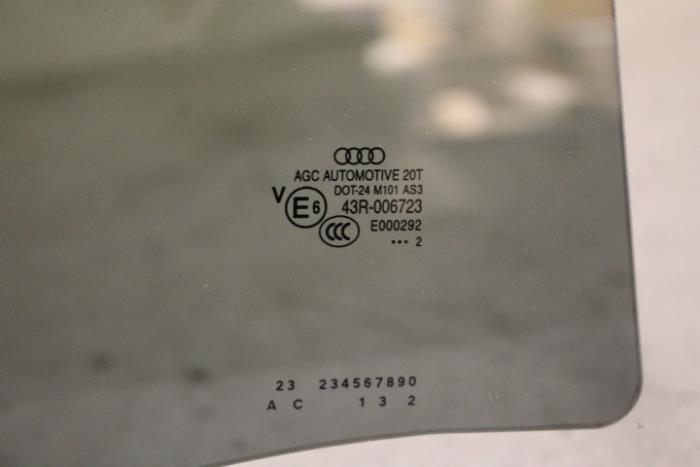 AGC AUTOMOTIVE 20T
DOT-24 M101 AS3
V E6 43R-006723
CCC E000292
••• 2
23 234567890
A C 1 3 2